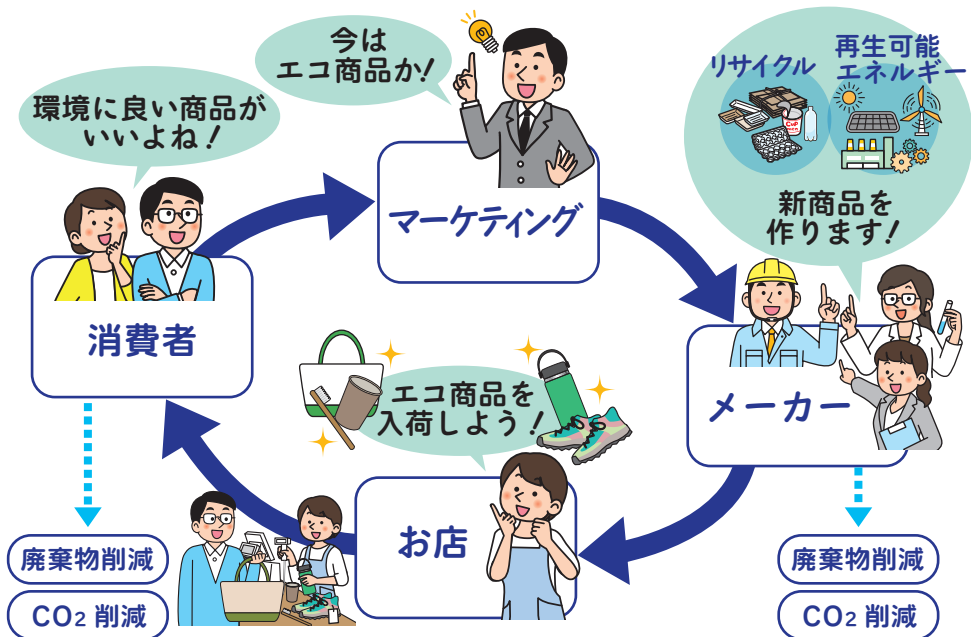 今は
エコ商品か!
環境に良い商品が
いいよね!
リサイクル
再生可能
エネルギー
CUP
新商品を
作ります!
マーケティング
消費者
メーカー
エコ商品を
入荷しよう!
お店
廃棄物削減
CO2 削減
廃棄物削減
CO2 削減